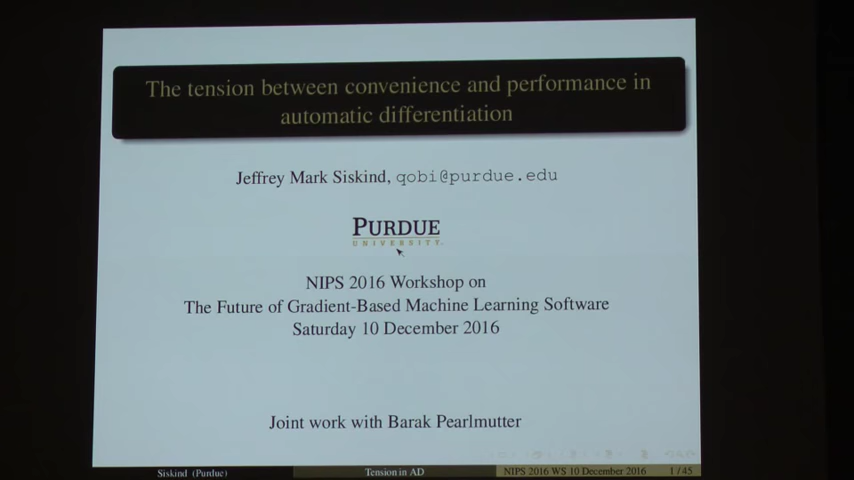 The tension between convenience and performance in
automatic differentiation
Jeffrey Mark Siskind, qobi@purdue.edu
PURDUE
UNIVERSITY.
NIPS 2016 Workshop on
The Future of Gradient-Based Machine Learning Software
Saturday 10 December 2016
Joint work with Barak Pearlmutter
Siskind (Purdue) Tension in AD NIPS 2016 WS 10 December 2016 1 / 45